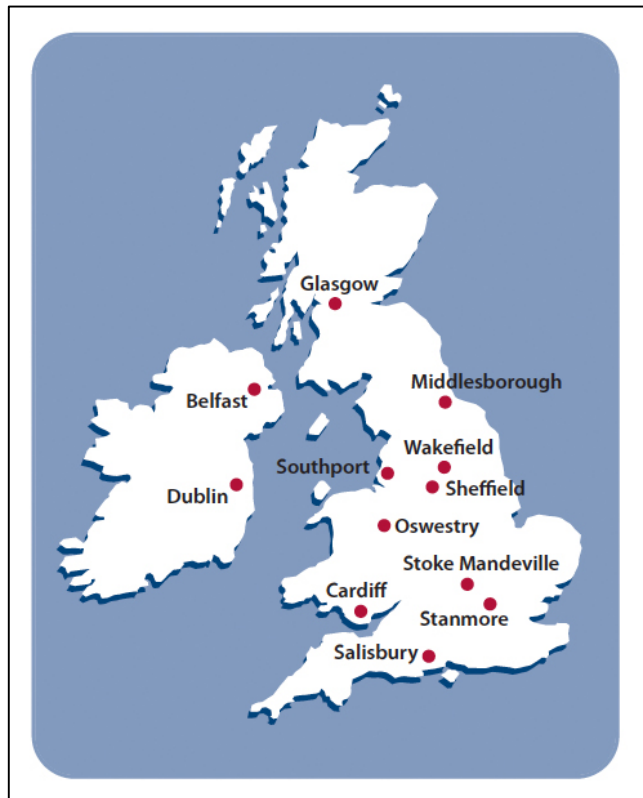 Glasgow
Middlesborough
Belfast
Wakefield
Southport
Sheffield
Dublin
Oswestry
Stoke Mandeville
Cardiff
Stanmore
Salisbury